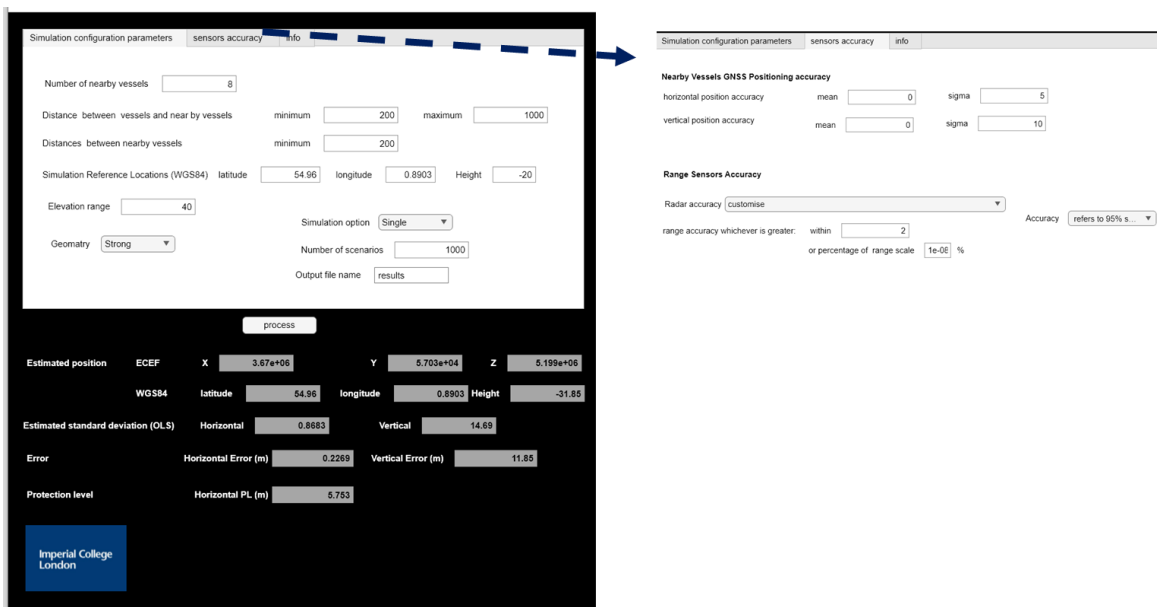 Simulation configuration parameters sensors accuracy info
Number of nearby vessels 8
Distance between vessels and near by vessels minimum 200 maximum 1000
Distances between nearby vessels minimum 200
Simulation Reference Locations (WGS84) latitude 54.96 longitude 0.8903 Height -20
Elevation range 40
Simulation option Single
Geomatry Strong
Number of scenarios 1000
Output file name results
process
Estimated position ECEF X 3.67e+06 Y 5.703e+04 Z 5.199e+06
WGS84 latitude 54.96 longitude 0.8903 Height -31.85
Estimated standard deviation (OLS) Horizontal 0.8683 Vertical 14.69
Error Horizontal Error (m) 0.2269 Vertical Error (m) 11.85
Protection level Horizontal PL (m) 5.753
Imperial College
London
Simulation configuration parameters sensors accuracy info
Nearby Vessels GNSS Positioning accuracy
horizontal position accuracy mean 0 sigma 5
vertical position accuracy mean 0 sigma 10
Range Sensors Accuracy
Radar accuracy customise
Accuracy refers to 95% s...
range accuracy whichever is greater: within 2
or percentage of range scale 1e-08 %